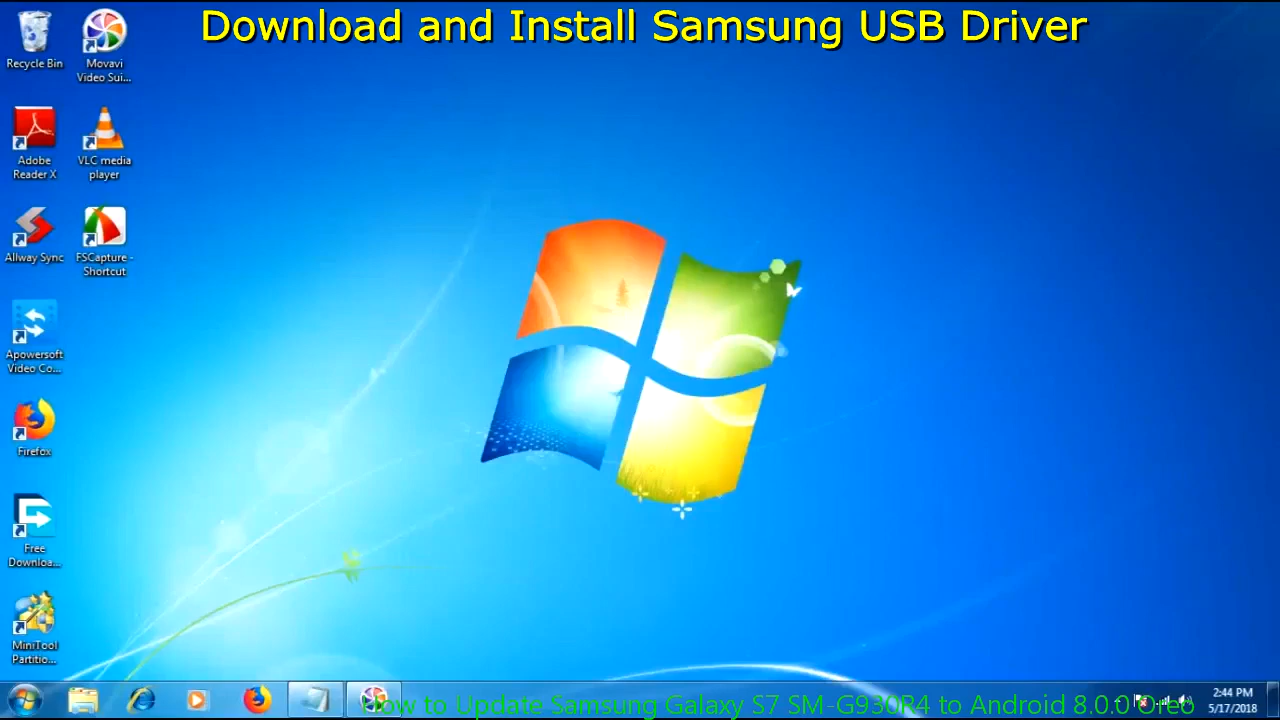 Download and Install Samsung USB Driver
Recycle Bin
Movavi
Video Sui...
Adobe
Reader X
VLC media
player
Allway Sync
FSCapture -
Shortcut
Apowersoft
Video Co...
Firefox
Free
Downloa...
MiniTool
Partitio...
2:44 PM
5/17/2018
How to Update Samsung Galaxy S7 SM-G930R4 to Android 8.0.0 Oreo